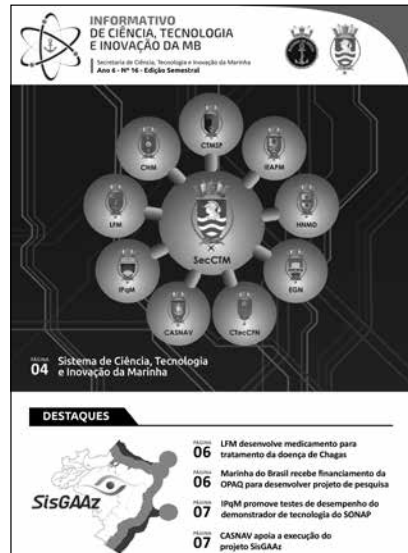 INFORMATIVO
DE CIÊNCIA, TECNOLOGIA
E INOVAÇÃO DA MB
Secretaria de Ciência, Tecnologia e Inovação da Marinha
Ano 6 - Nº 16 - Edição Semestral
CTMSP
CHM
IEAPM
LFM
HNMD
SecCTM
IPqM
EGN
CASNAV
CTecCFN
PÁGINA
04
Sistema de Ciência, Tecnologia
e Inovação da Marinha
DESTAQUES
SisGAAz
PÁGINA
06
LFM desenvolve medicamento para
tratamento da doença de Chagas
PÁGINA
06
Marinha do Brasil recebe financiamento da
OPAQ para desenvolver projeto de pesquisa
PÁGINA
07
IPqM promove testes de desempenho do
demonstrador de tecnologia do SONAP
PÁGINA
07
CASNAV apoia a execução do
projeto SisGAAz